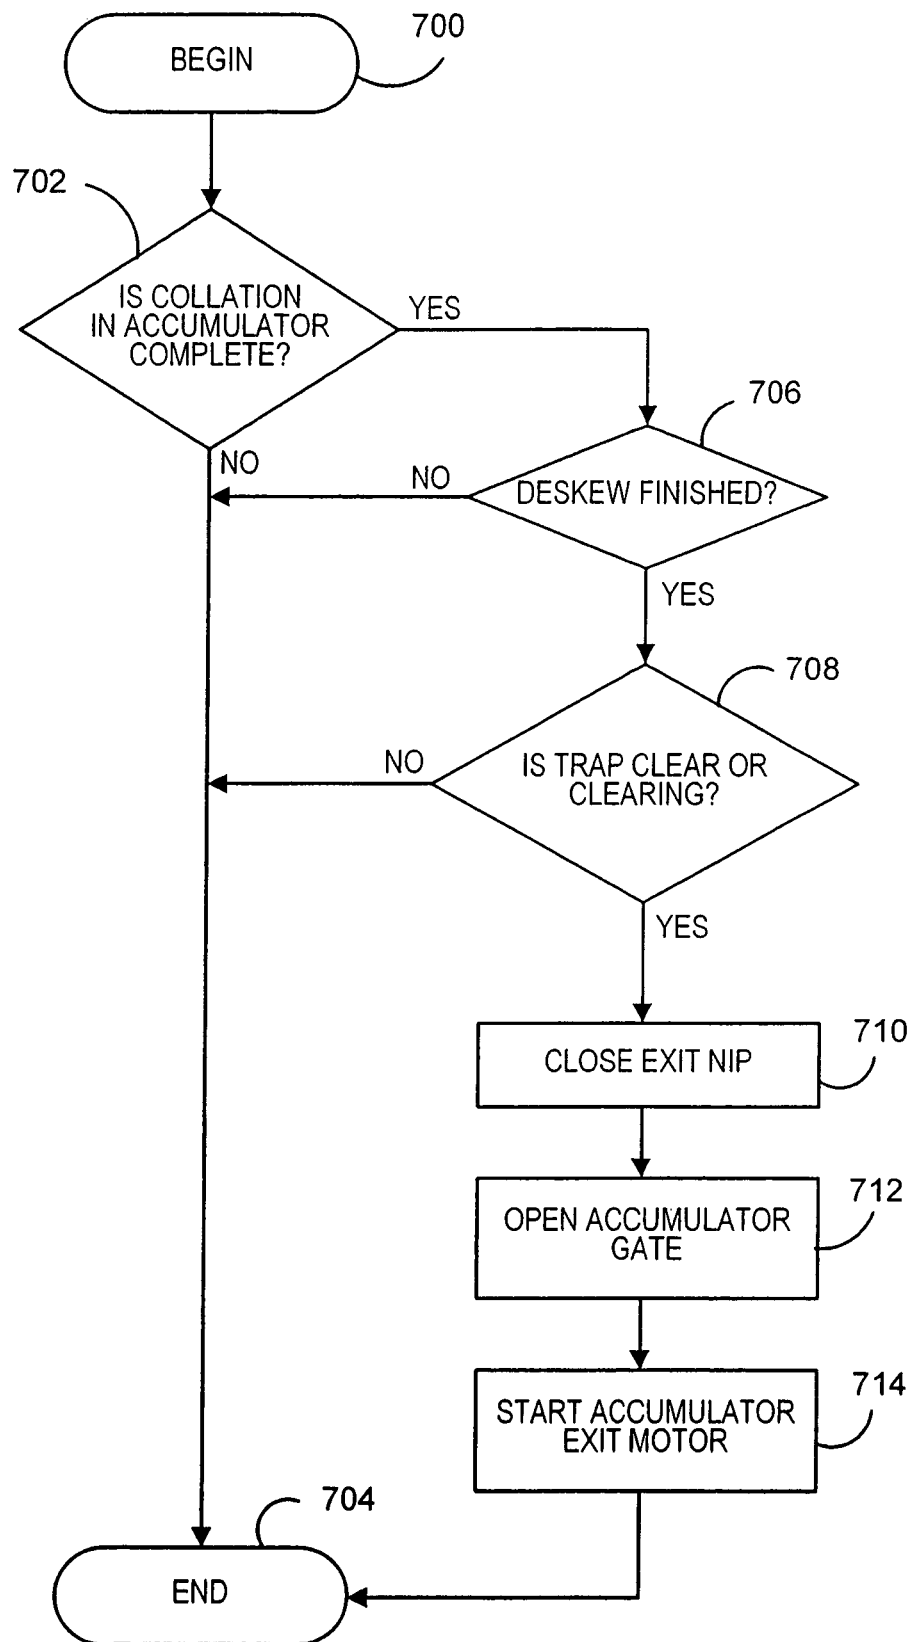 700
BEGIN
702
IS COLLATION
IN ACCUMULATOR
COMPLETE?
YES
706
NO
NO
DESKEW FINISHED?
YES
708
NO
IS TRAP CLEAR OR
CLEARING?
YES
710
CLOSE EXIT NIP
712
OPEN ACCUMULATOR
GATE
714
START ACCUMULATOR
EXIT MOTOR
704
END